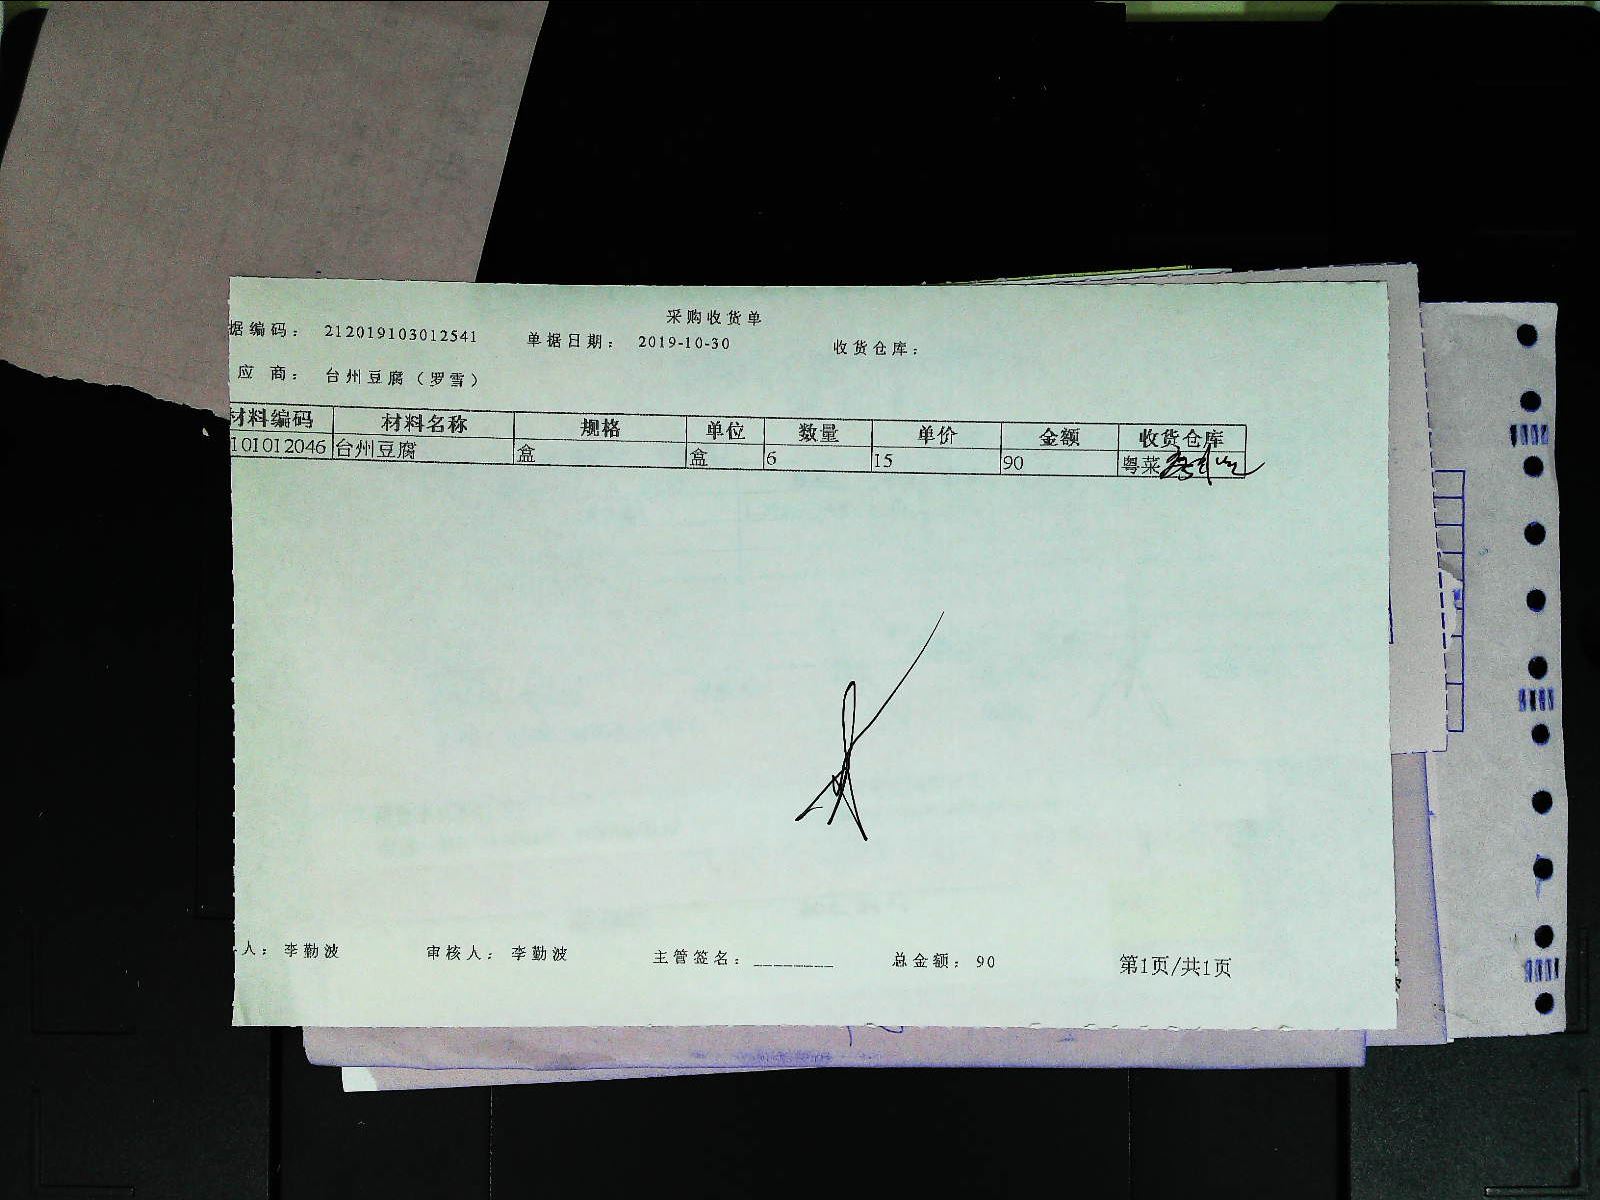 采购收货单
据编码： 212019103012541 单据日期： 2019-10-30 收货仓库：
应 商： 台州豆腐（罗雪）
材料编码 材料名称 规格 单位 数量 单价 金额 收货仓库
101012046 台州豆腐 盒 盒 6 15 90 粤菜
人： 李勤波 审核人： 李勤波 主管签名：________ 总金额： 90 第1页/共1页